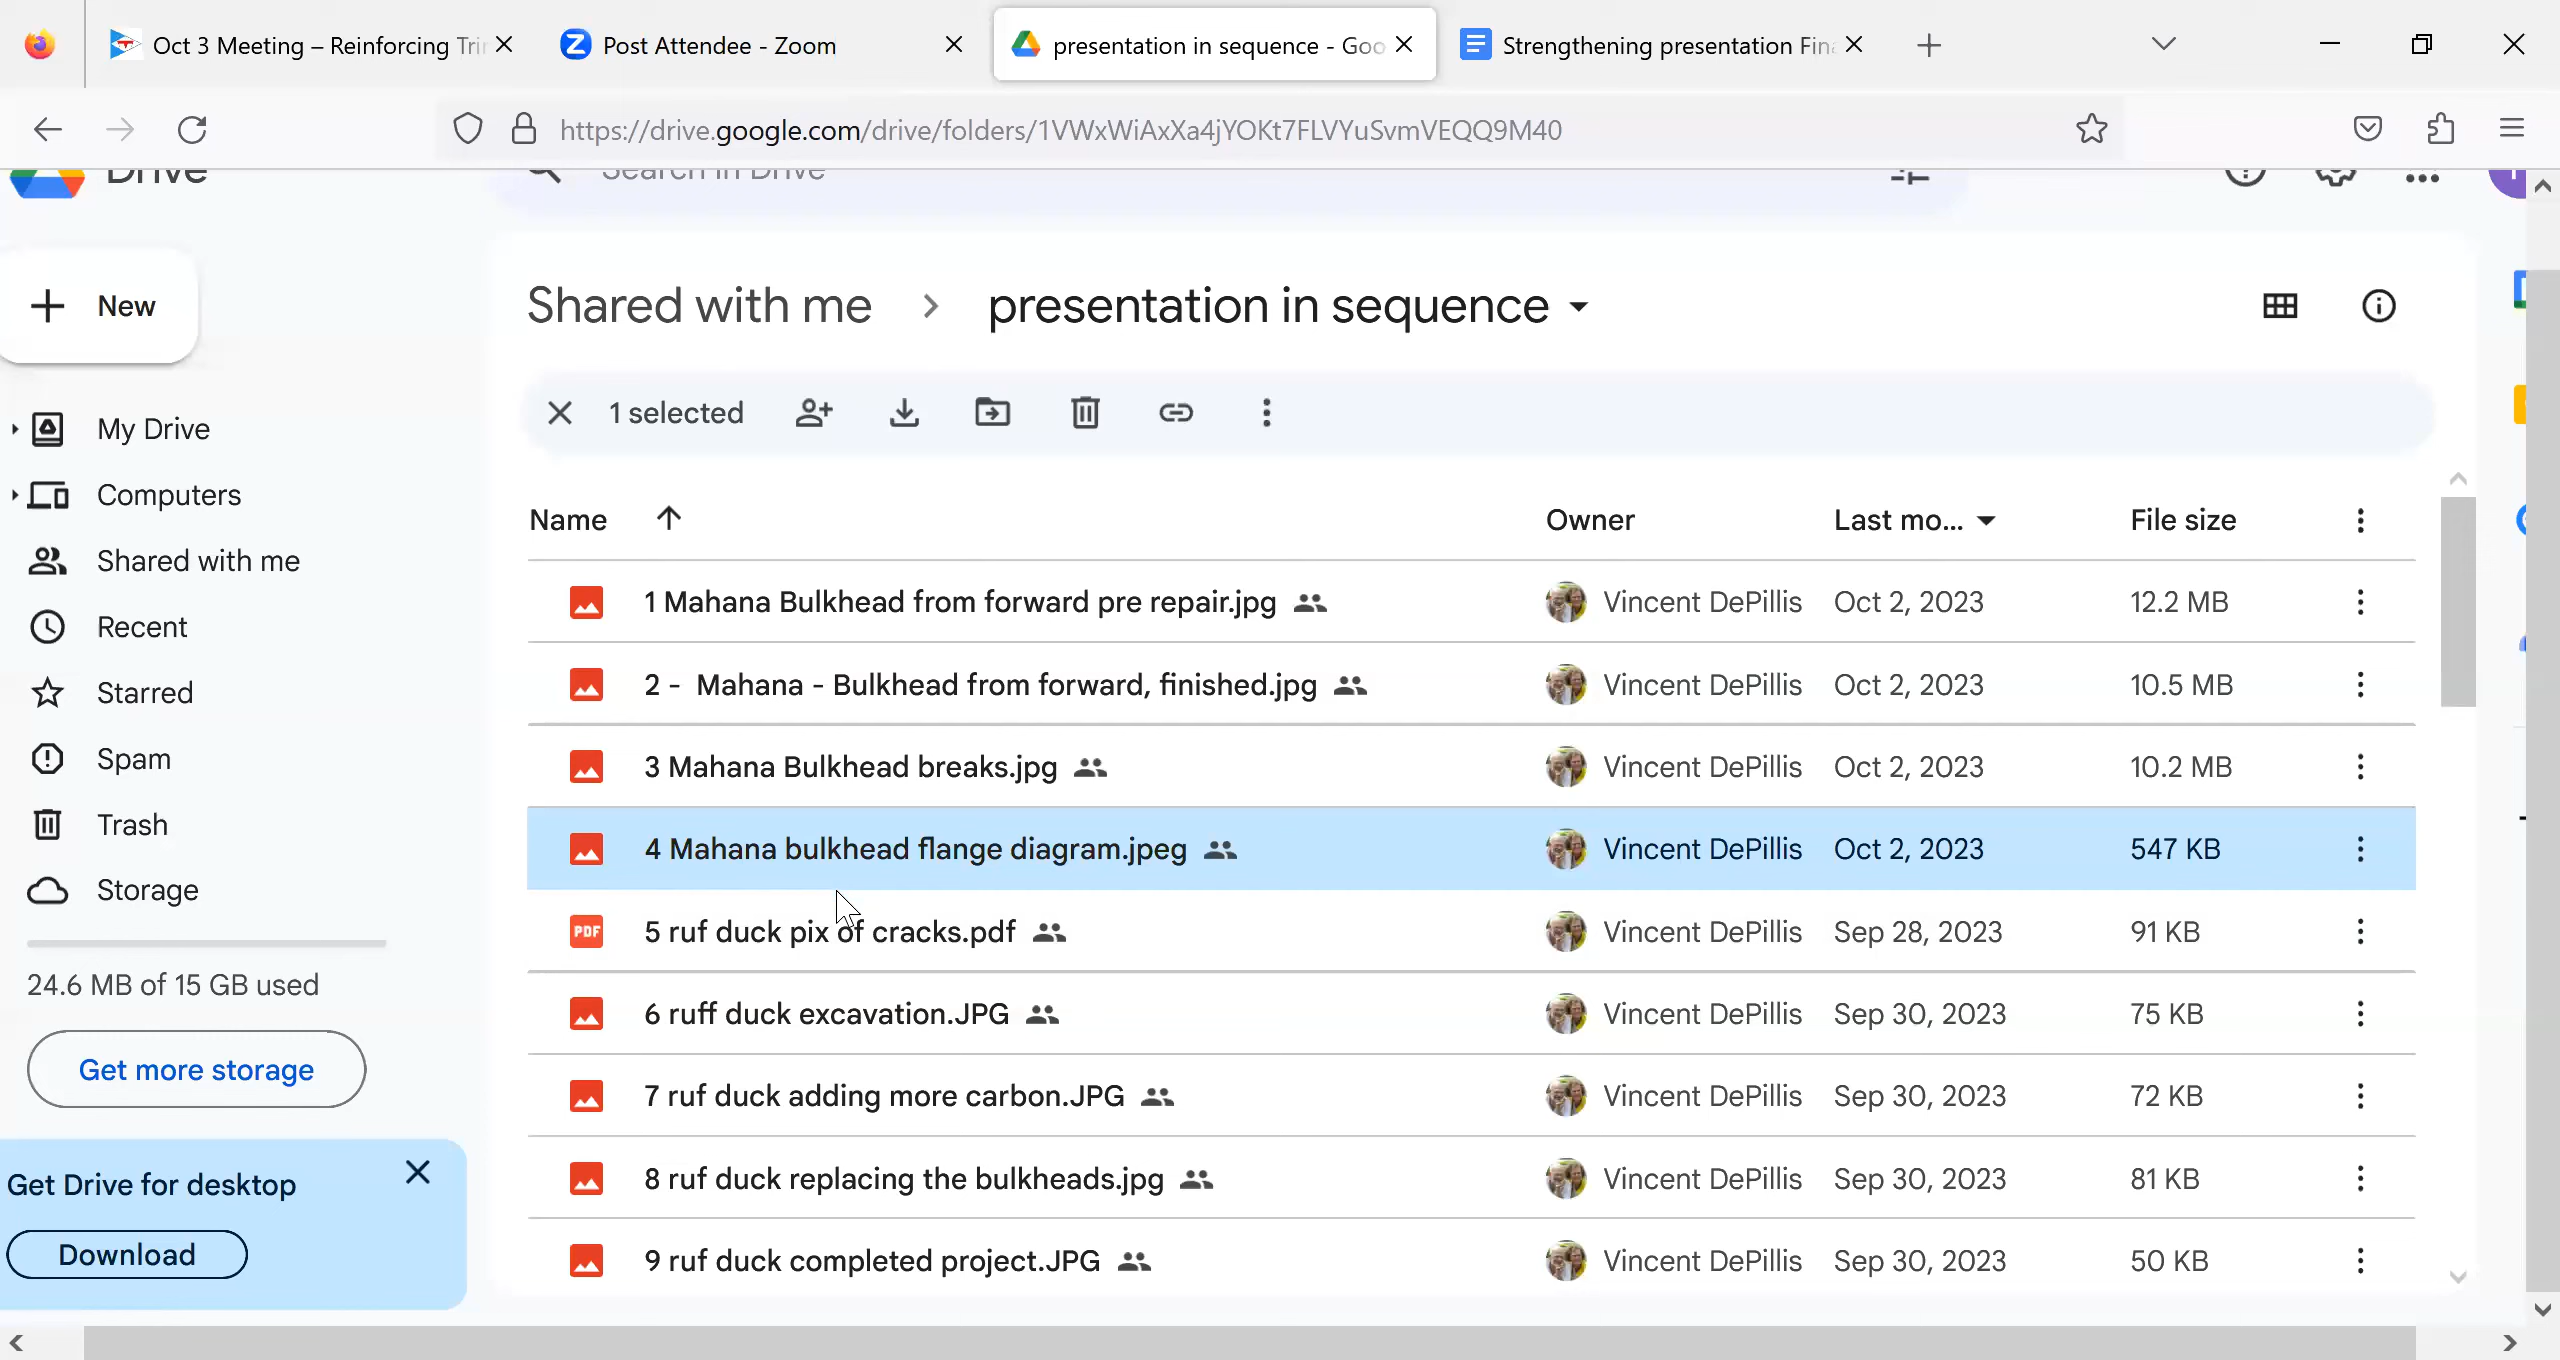 Oct 3 Meeting – Reinforcing Tri
Post Attendee - Zoom
presentation in sequence - Goo
Strengthening presentation Fina
https://drive.google.com/drive/folders/1VWxWiAxXa4jYOKt7FLVYuSvmVEQQ9M40
Drive
Search in Drive
New
Shared with me > presentation in sequence
1 selected
My Drive
Computers
Shared with me
Recent
Starred
Spam
Trash
Storage
24.6 MB of 15 GB used
Get more storage
Get Drive for desktop
Download
Name Owner Last mo... File size
1 Mahana Bulkhead from forward pre repair.jpg Vincent DePillis Oct 2, 2023 12.2 MB
2 - Mahana - Bulkhead from forward, finished.jpg Vincent DePillis Oct 2, 2023 10.5 MB
3 Mahana Bulkhead breaks.jpg Vincent DePillis Oct 2, 2023 10.2 MB
4 Mahana bulkhead flange diagram.jpeg Vincent DePillis Oct 2, 2023 547 KB
PDF 5 ruf duck pix of cracks.pdf Vincent DePillis Sep 28, 2023 91 KB
6 ruff duck excavation.JPG Vincent DePillis Sep 30, 2023 75 KB
7 ruf duck adding more carbon.JPG Vincent DePillis Sep 30, 2023 72 KB
8 ruf duck replacing the bulkheads.jpg Vincent DePillis Sep 30, 2023 81 KB
9 ruf duck completed project.JPG Vincent DePillis Sep 30, 2023 50 KB